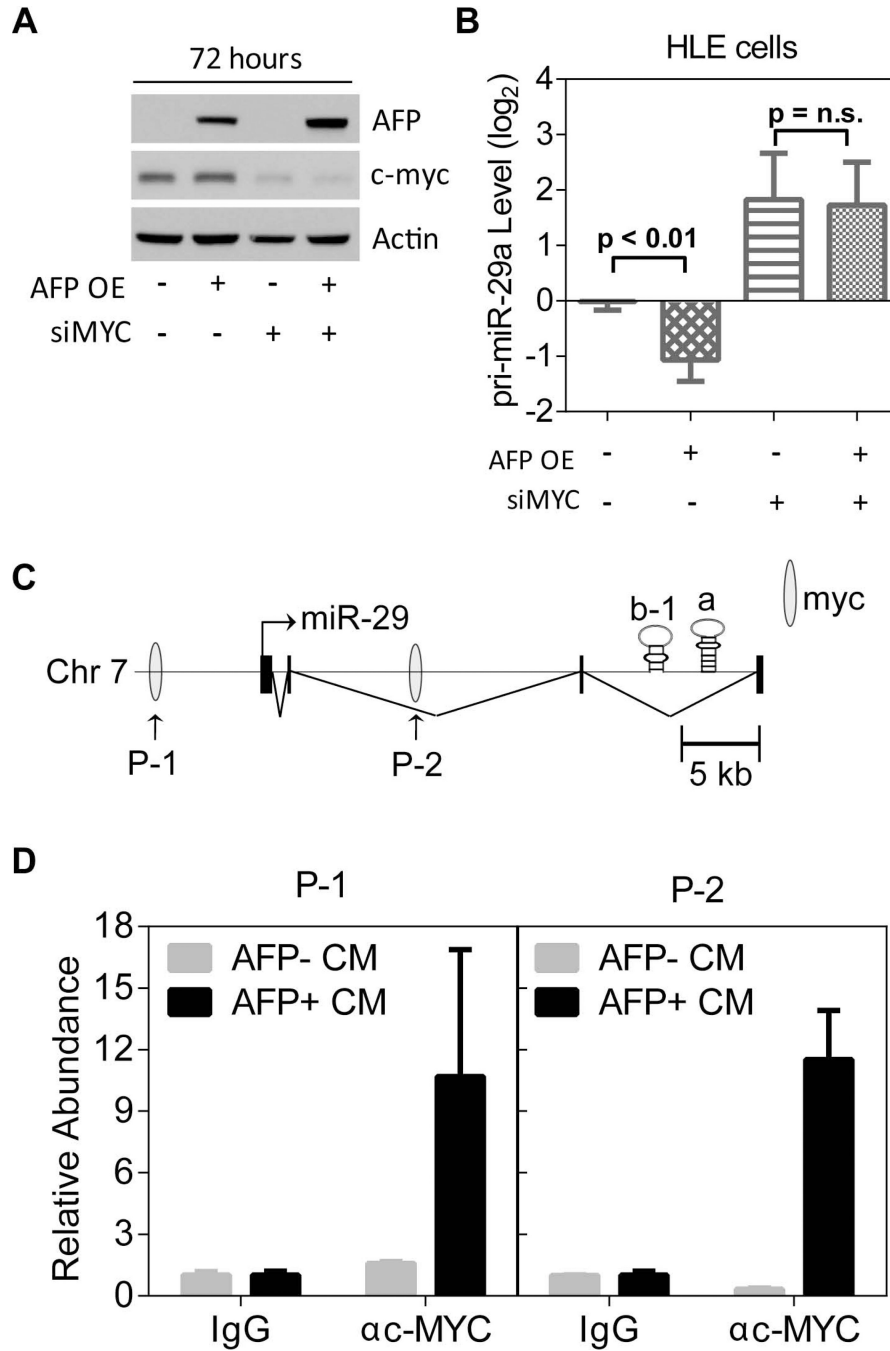 A
72 hours
AFP
c-myc
Actin
AFP OE - + - +
siMYC - - + +
B
HLE cells
pri-miR-29a Level (log2)
4
3
2
1
0
-1
-2
p < 0.01
p = n.s.
AFP OE - + - +
siMYC - - + +
C
Chr 7
miR-29
b-1
a
myc
P-1
P-2
5 kb
D
P-1
P-2
Relative Abundance
18
15
12
9
6
3
0
AFP- CM
AFP+ CM
AFP- CM
AFP+ CM
IgG
αc-MYC
IgG
αc-MYC